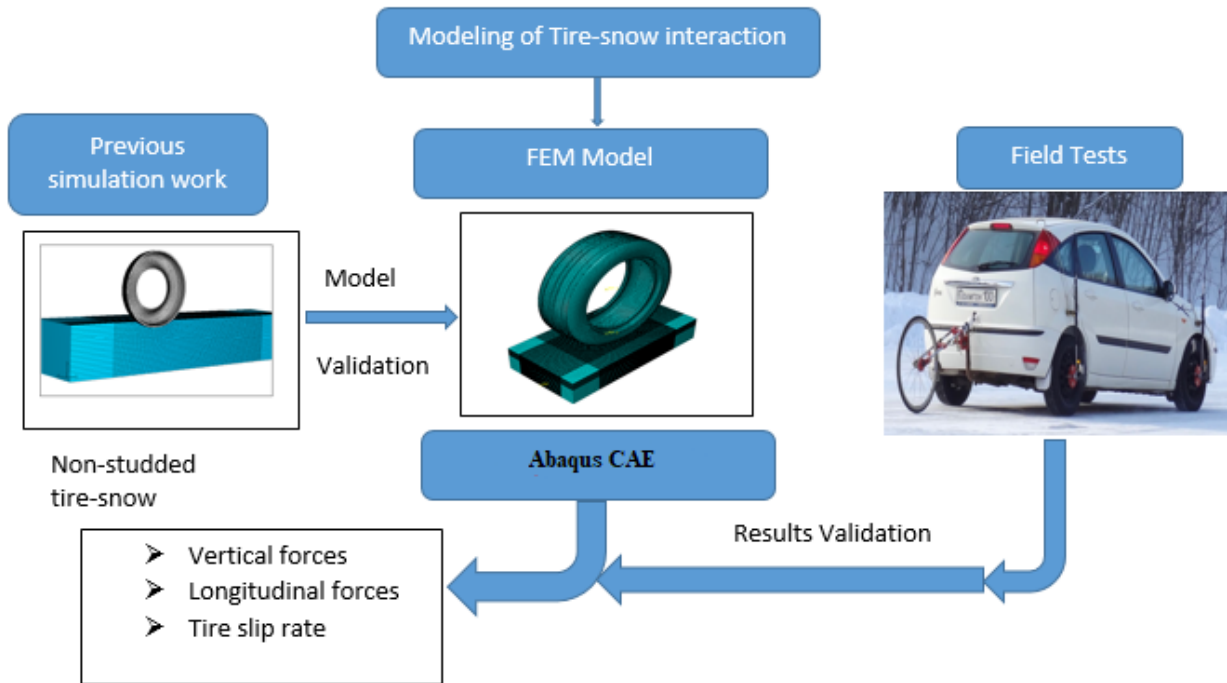 Modeling of Tire-snow interaction
Previous
simulation work
FEM Model
Field Tests
Model
Validation
Non-studded
tire-snow
Abaqus CAE
Results Validation
➤ Vertical forces
➤ Longitudinal forces
➤ Tire slip rate